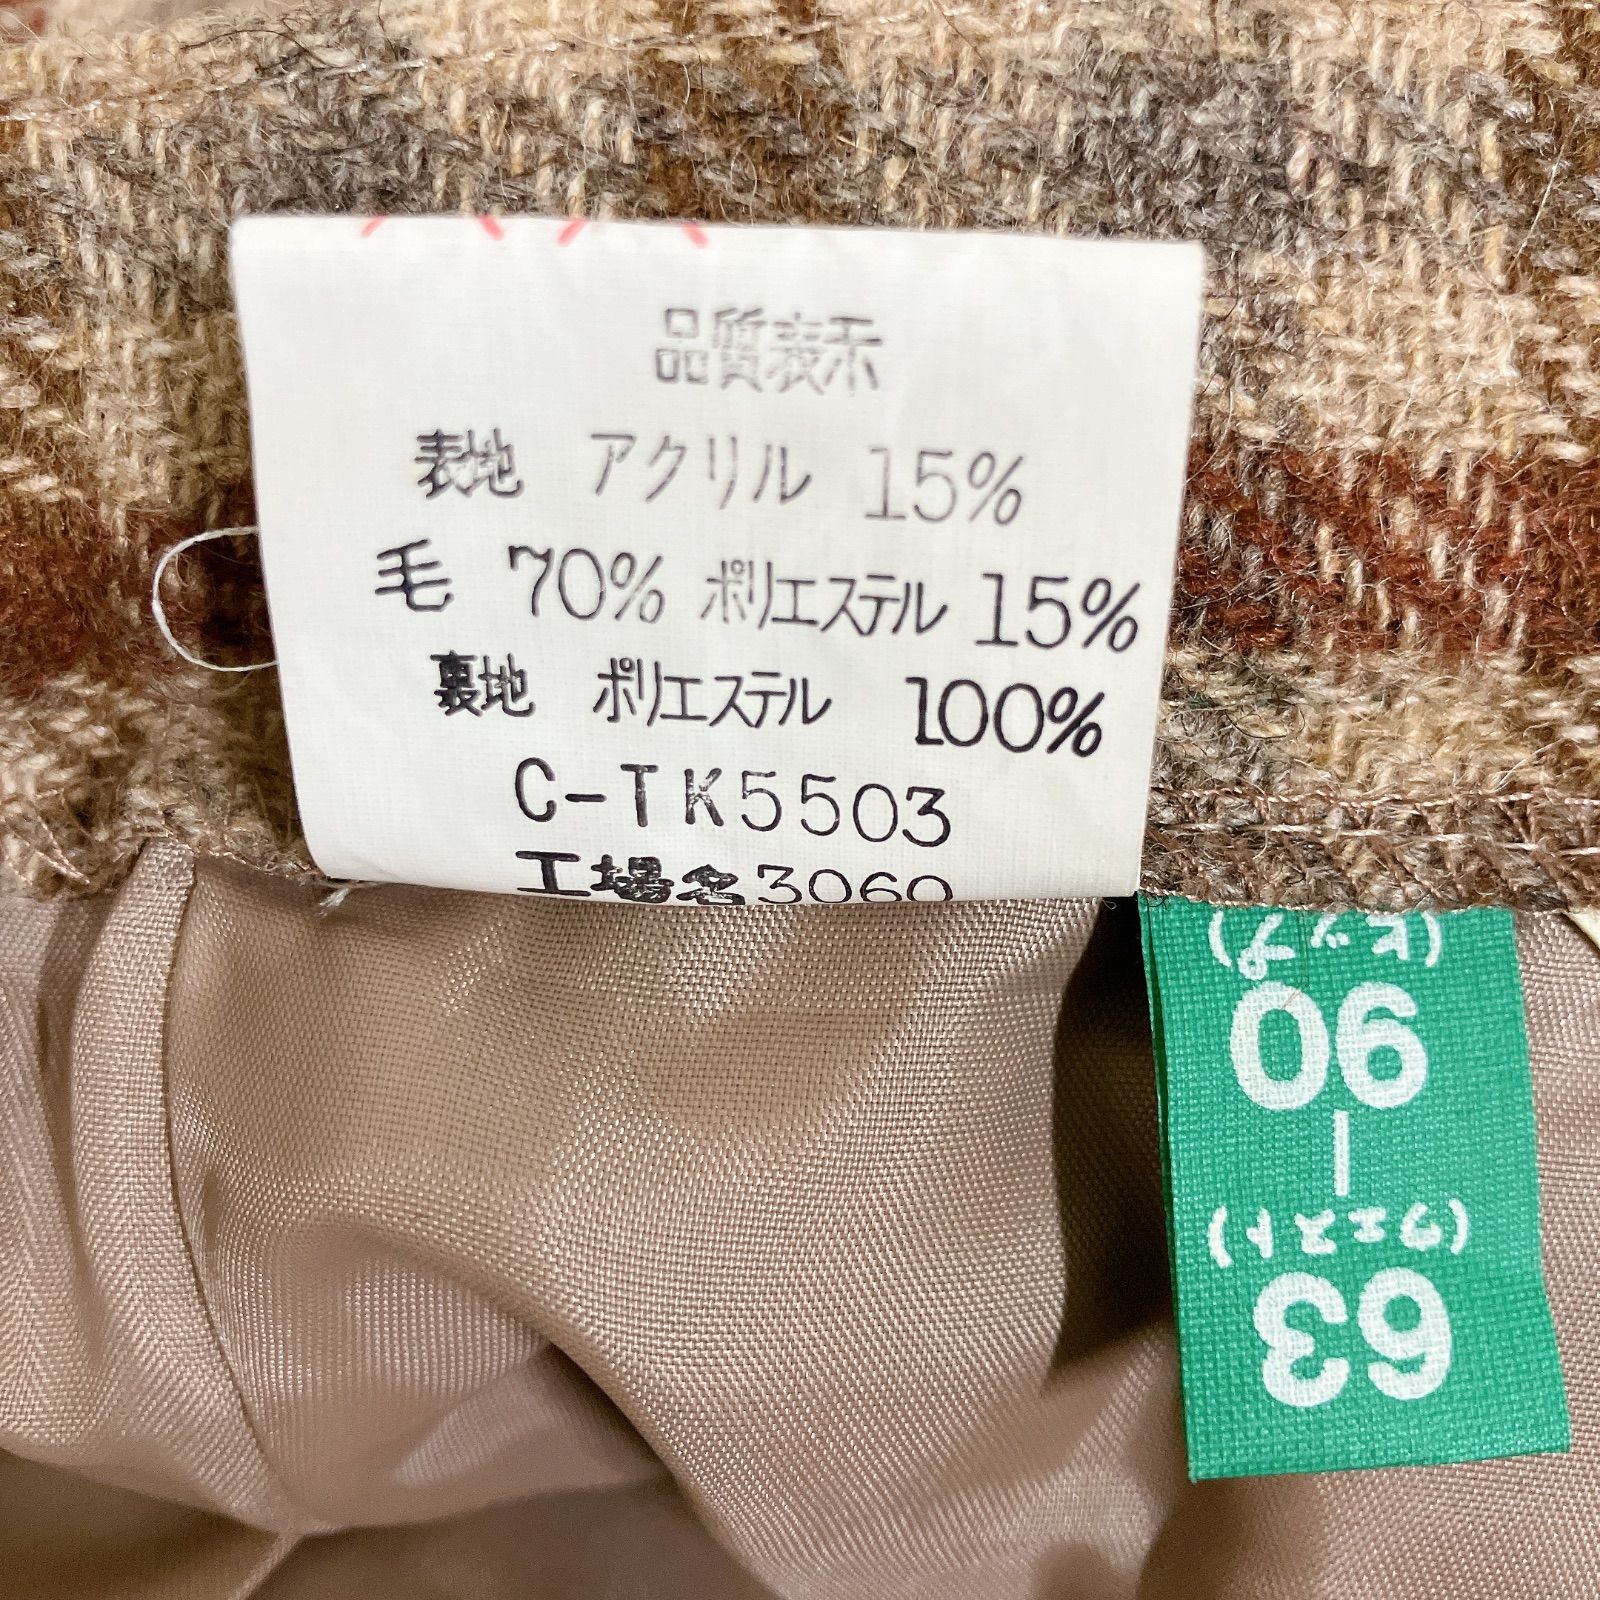 品質表示
表地 アクリル 15%
毛 70% ポリエステル 15%
裏地 ポリエステル 100%
C-TK5503
工場名3060
63
(ウエスト)
—
90
(ヒップ)